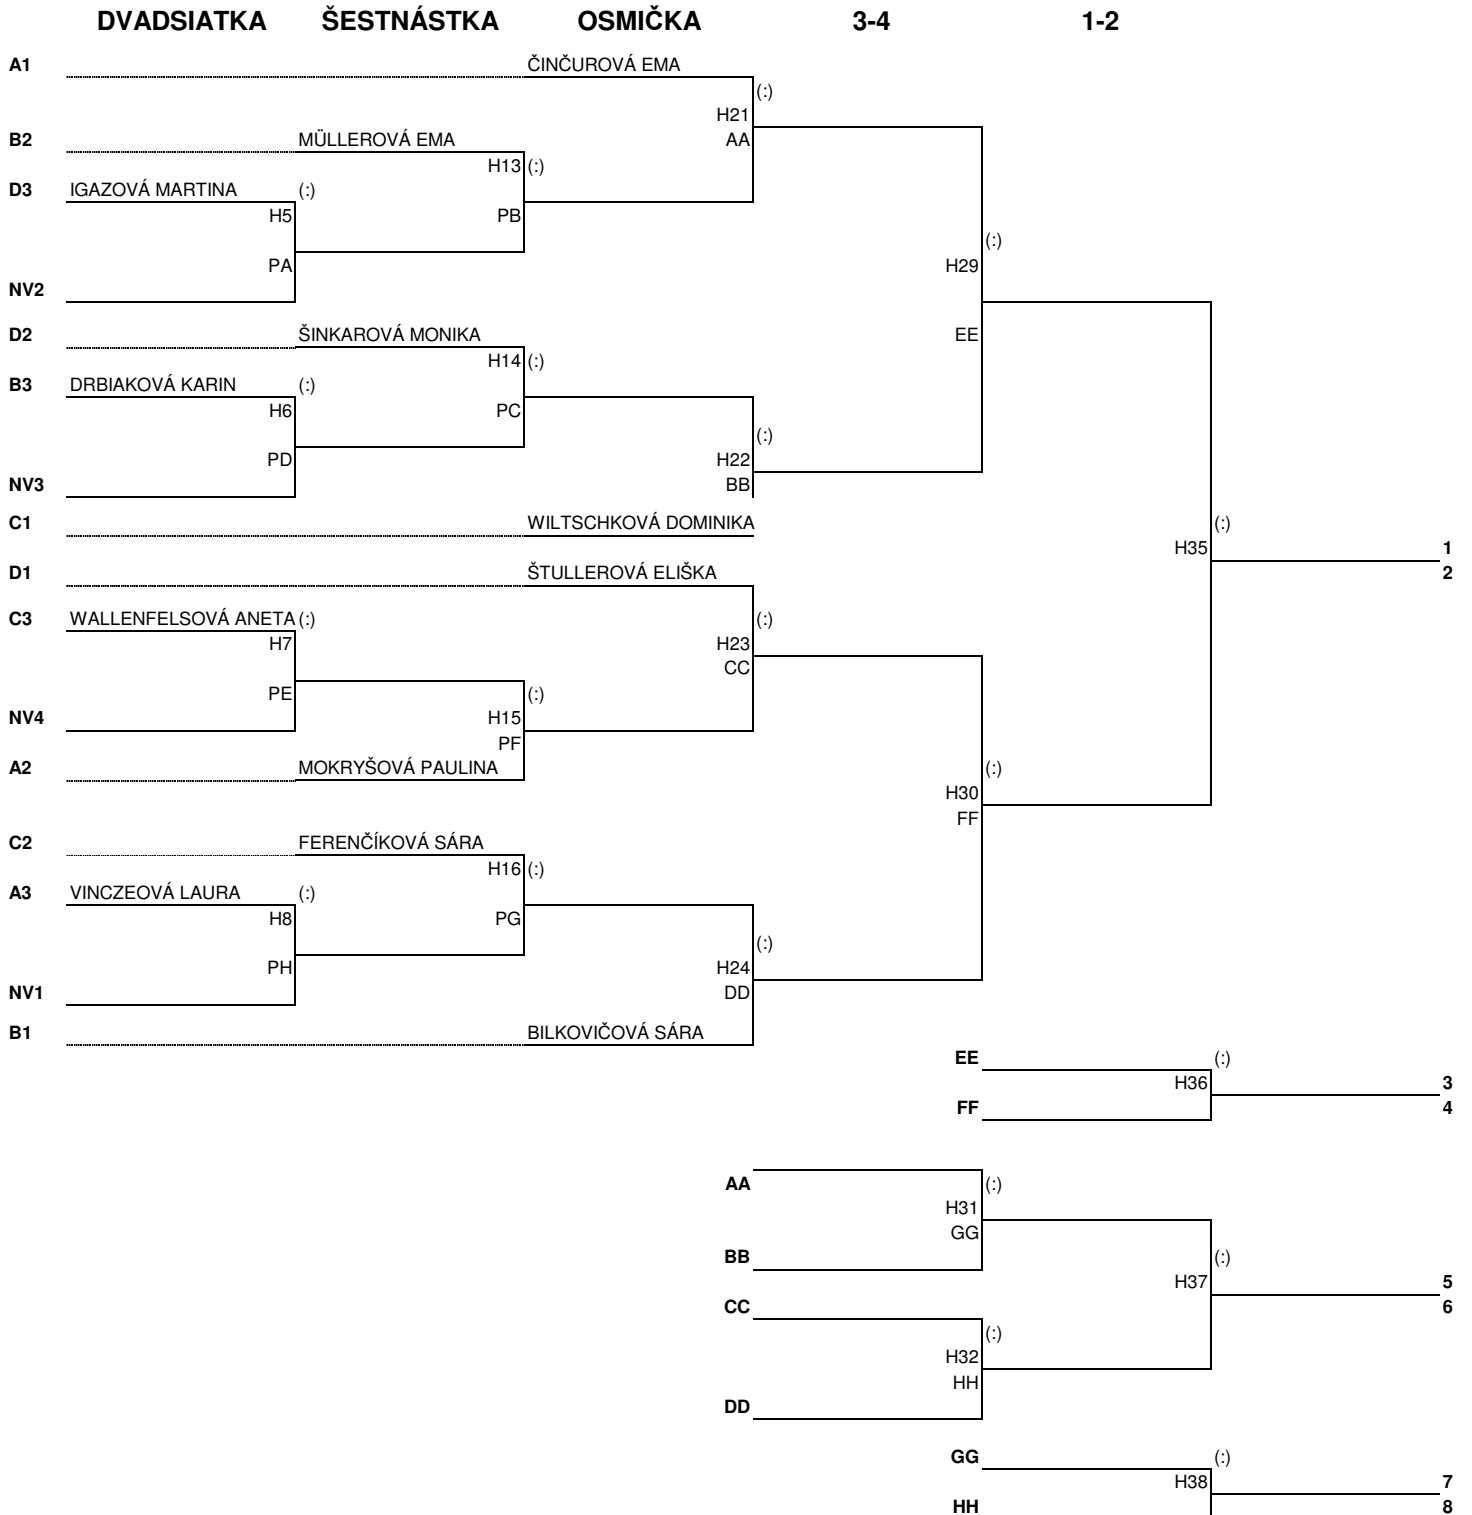 DVADSIATKA ŠESTNÁSTKA OSMIČKA 3-4 1-2
A1 ČINČUROVÁ EMA
(:)
H21
B2 MÜLLEROVÁ EMA AA
H13 (:)
D3 IGAZOVÁ MARTINA (:)
H5 PB
(:)
PA H29
NV2
D2 ŠINKAROVÁ MONIKA EE
H14 (:)
B3 DRBIAKOVÁ KARIN (:)
H6 PC
(:)
PD H22
NV3 BB
C1 WILTSCHKOVÁ DOMINIKA (:)
H35 1
D1 ŠTULLEROVÁ ELIŠKA 2
C3 WALLENFELSOVÁ ANETA (:) (:)
H7 H23
CC
PE (:)
NV4 H15
PF
A2 MOKRYŠOVÁ PAULINA (:)
H30
FF
C2 FERENČÍKOVÁ SÁRA
H16 (:)
A3 VINCZEOVÁ LAURA (:)
H8 PG
(:)
PH H24
NV1 DD
B1 BILKOVIČOVÁ SÁRA
EE (:)
H36 3
FF 4
AA (:)
H31
GG
BB (:)
H37 5
CC 6
(:)
H32
HH
DD
GG (:)
H38 7
HH 8